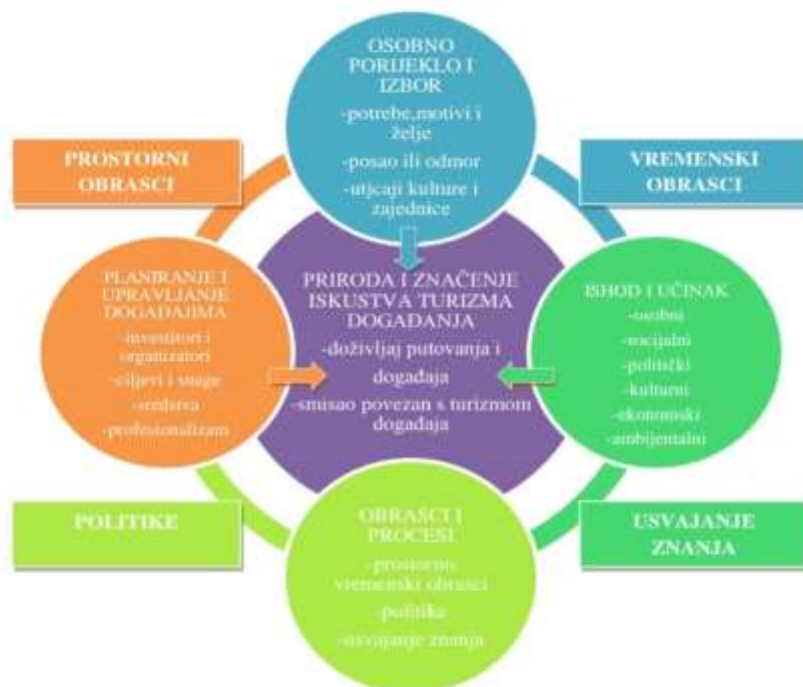 OSOBNO
PORIJEKLO I
IZBOR
-potrebe,motivi i
želje
-posao ili odmor
-utjcaji kulture i
zajednice
PROSTORNI
OBRASCI
VREMENSKI
OBRASCI
PLANIRANJE I
UPRAVLJANJE
DOGAĐAJIMA
-investitori i
organizatori
-ciljevi i snage
-sredstva
-profesionalizam
PRIRODA I ZNAČENJE
ISKUSTVA TURIZMA
DOGAĐANJA
-doživljaj putovanja i
događaja
-smisao povezan s turizmom
događaja
ISHOD I UČINAK
-osobni
-socijalni
-politički
-kulturni
-ekonomski
-ambijentalni
POLITIKE
OBRASCI I
PROCESI
-prostorno
vremenski obrasci
-politike
-usvajanje znanja
USVAJANJE
ZNANJA